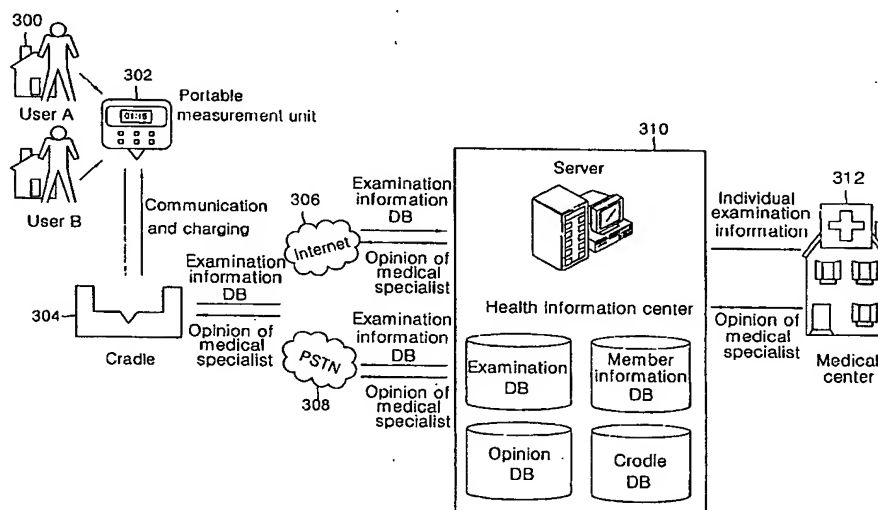 300
User A
User B
302
01:15
Portable
measurement unit
Communication
and charging
304
Cradle
Examination
information
DB
Opinion of
medical
specialist
306
Internet
PSTN
308
Examination
information
DB
Opinion of
medical
specialist
Examination
information
DB
Opinion of
medical
specialist
310
Server
Health information center
Examination
DB
Member
information
DB
Opinion
DB
Crodle
DB
Individual
examination
information
Opinion of
medical
specialist
312
Medical
center